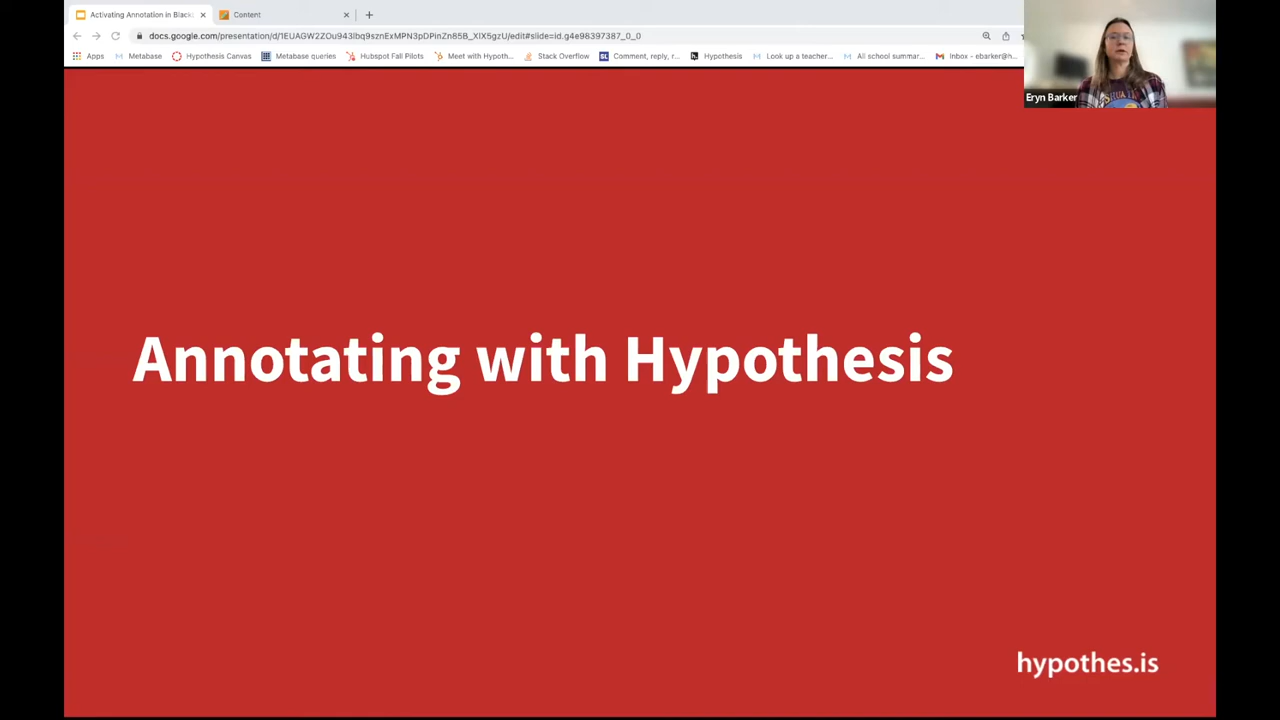 Activating Annotation in Blackb
Content
docs.google.com/presentation/d/1EUAGW2ZOu943lbq9sznExMPN3pDPinZn85B_XIX5gzU/edit#slide=id.g4e98397387_0_0
Apps
Metabase
Hypothesis Canvas
Metabase queries
Hubspot Fall Pilots
Meet with Hypoth...
Stack Overflow
Comment, reply, r...
Hypothesis
Look up a teacher...
All school summar...
Inbox - ebarker@h...
Eryn Barker
Annotating with Hypothesis
hypothes.is